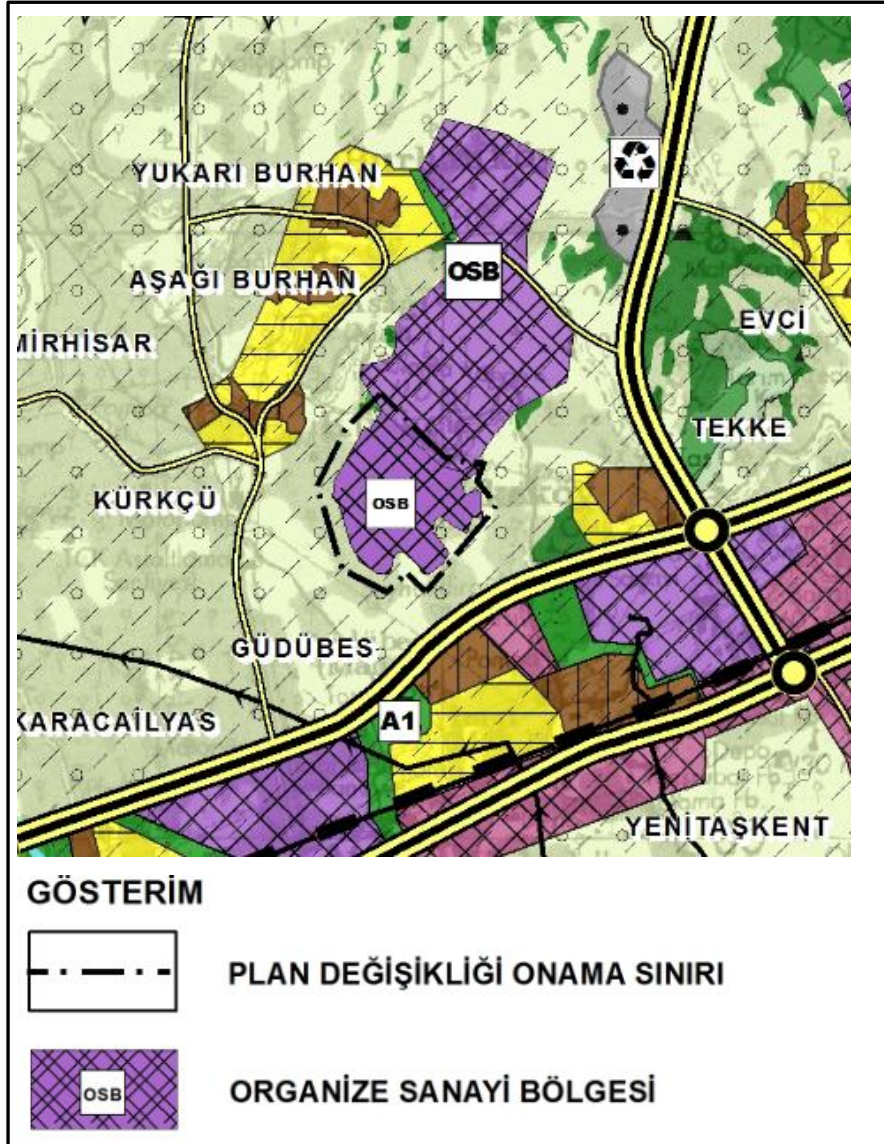 YUKARI BURHAN
OSB
AŞAĞI BURHAN
EVCİ
MİRHİSAR
TEKKE
KÜRKÇÜ
OSB
GÜDÜBES
KARACAİLYAS
A1
YENİTAŞKENT
GÖSTERİM
PLAN DEĞİŞİKLİĞİ ONAMA SINIRI
OSB
ORGANİZE SANAYİ BÖLGESİ